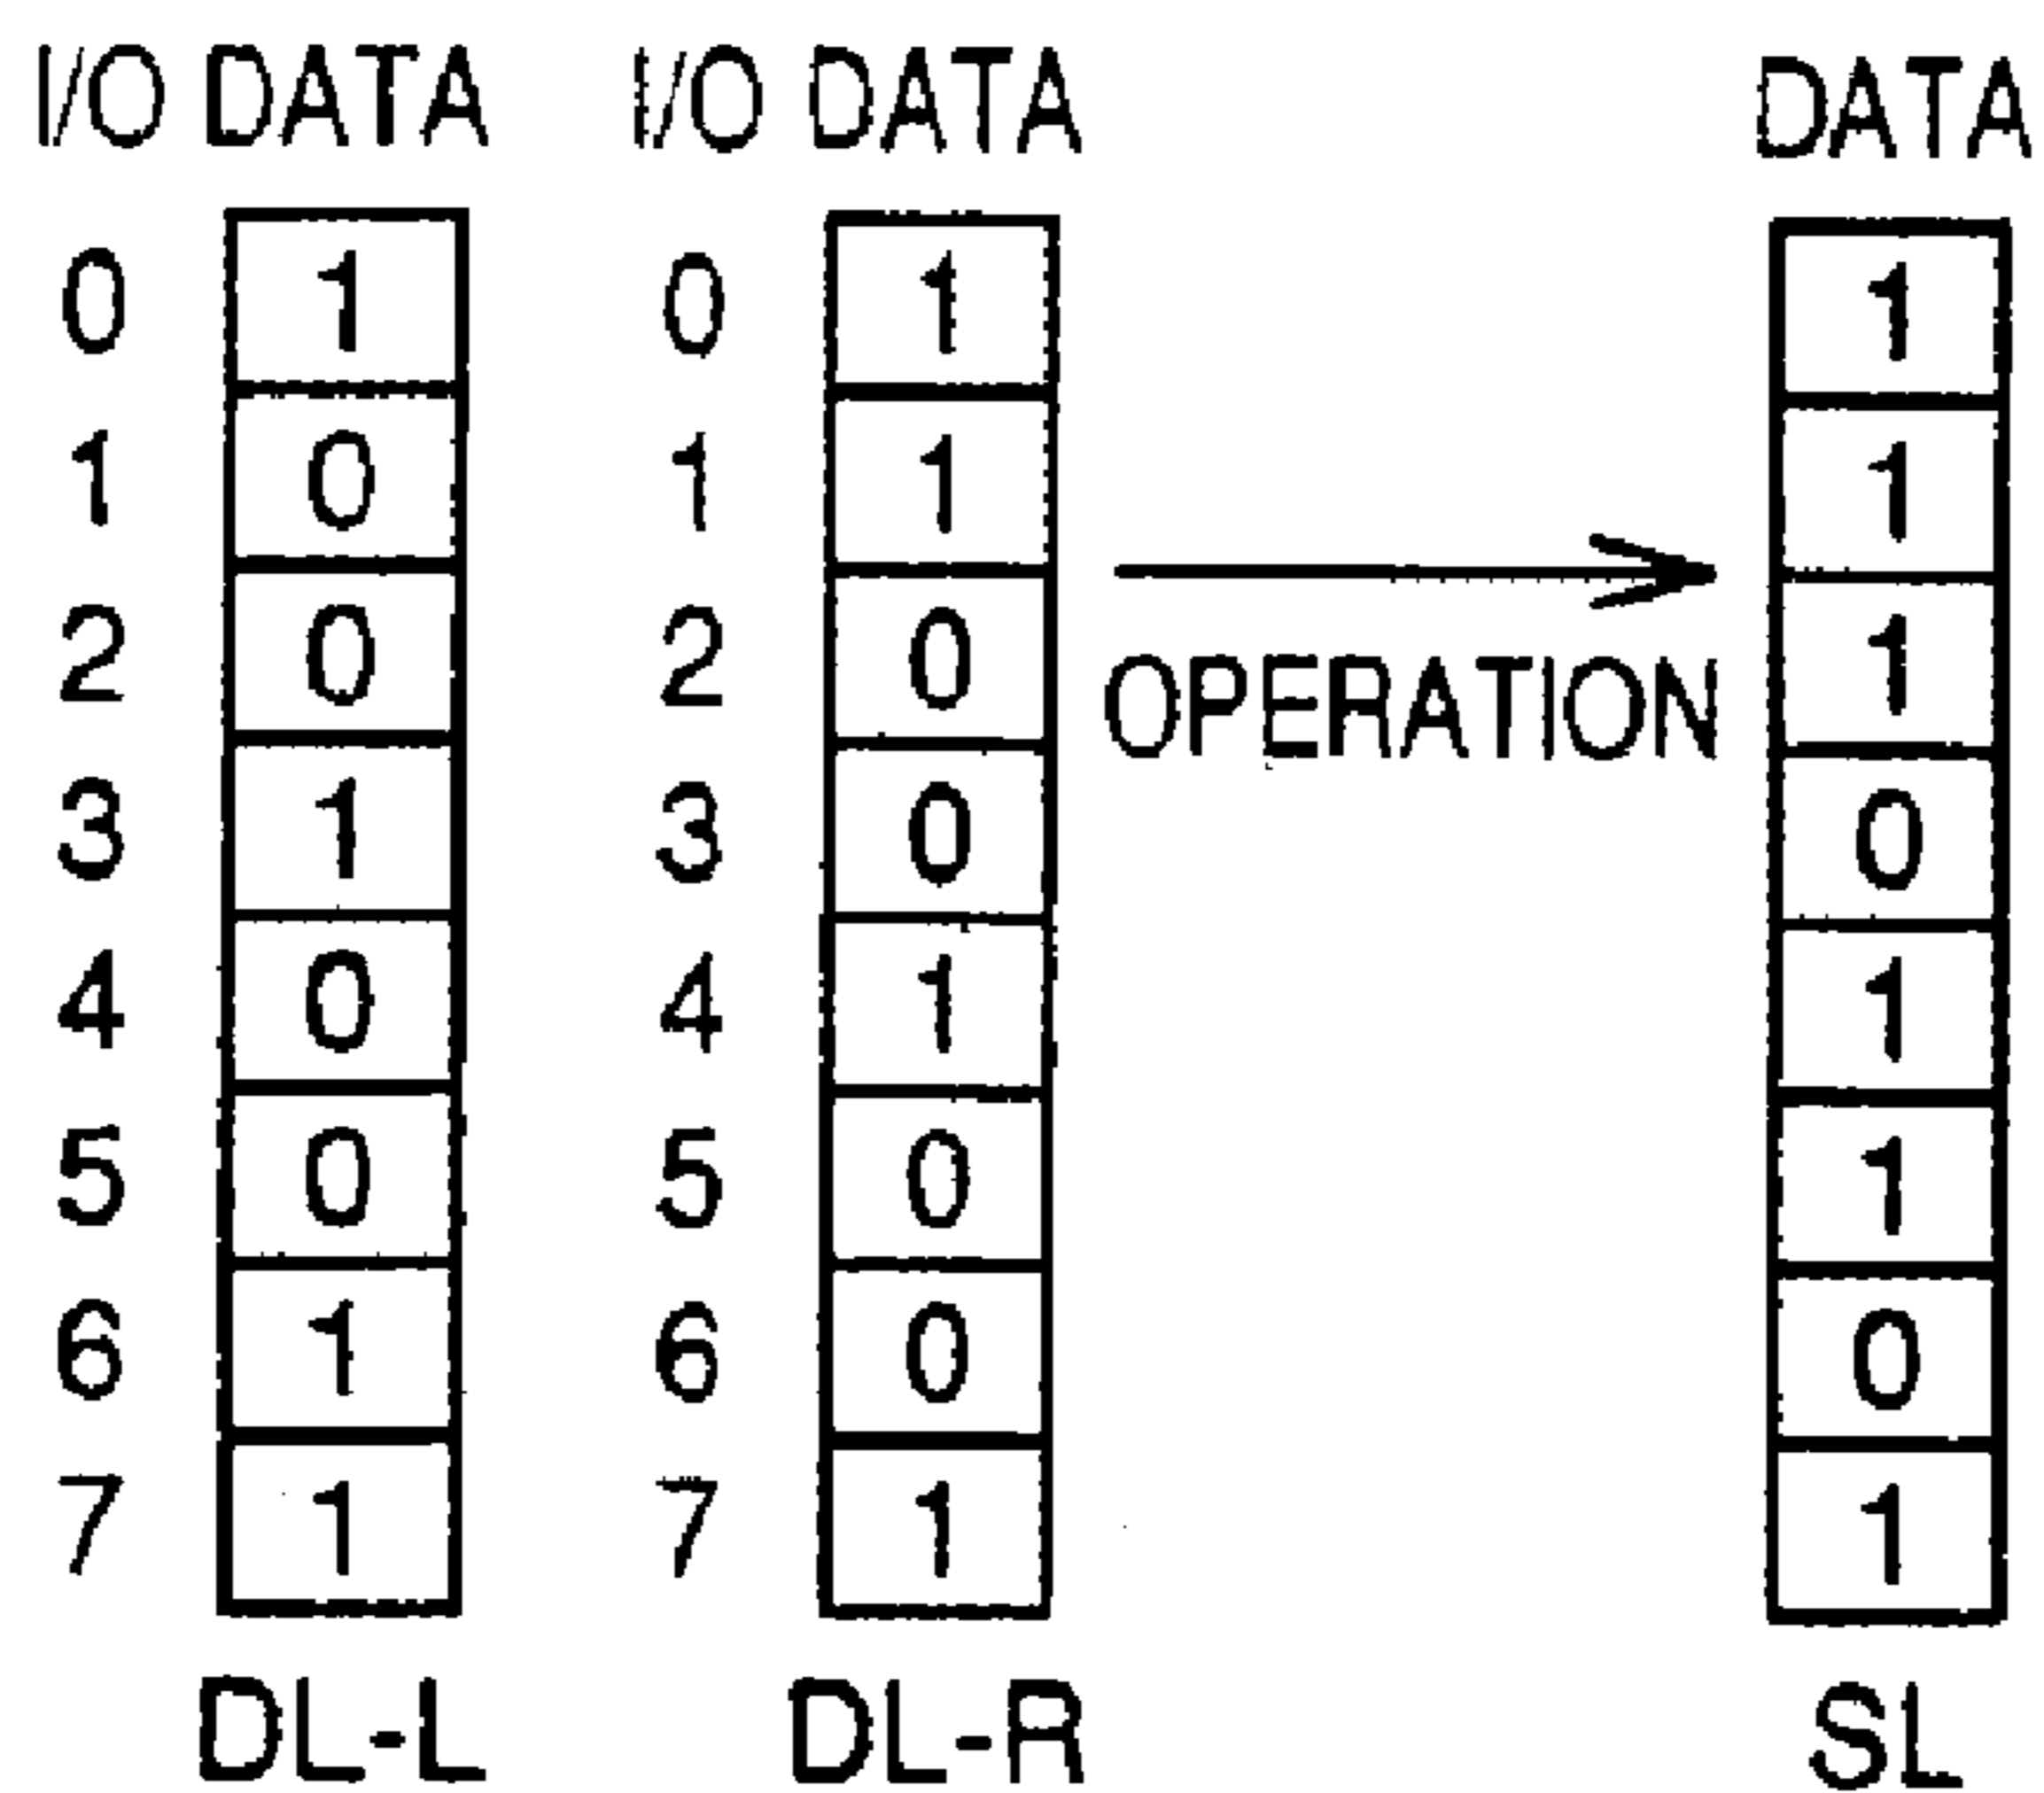 I/O DATA I/O DATA DATA
0 1 0 1 1
1 0 1 1 1
2 0 2 0 1
OPERATION
3 1 3 0 0
4 0 4 1 1
5 0 5 0 1
6 1 6 0 0
7 1 7 1 1
DL-L DL-R SL